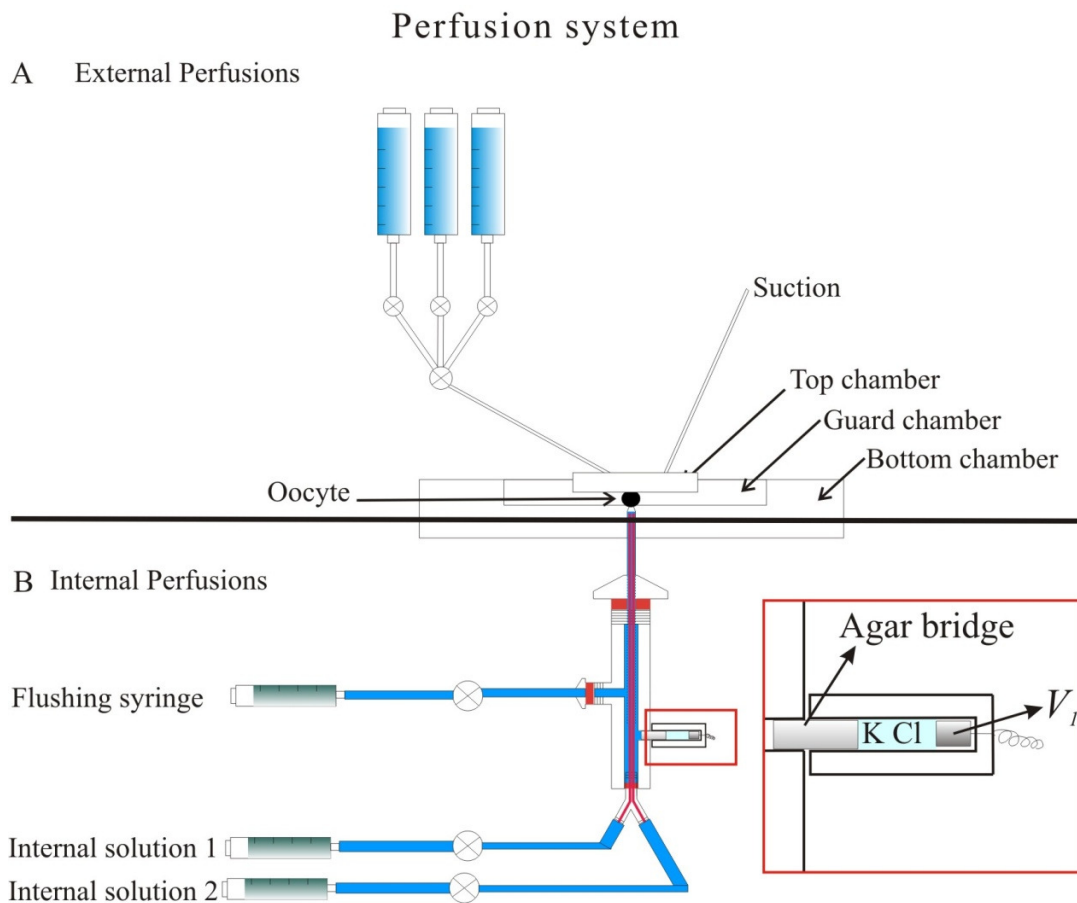 Perfusion system
A External Perfusions
Suction
Top chamber
Guard chamber
Bottom chamber
Oocyte
B Internal Perfusions
Agar bridge
Flushing syringe
K Cl
V1
Internal solution 1
Internal solution 2